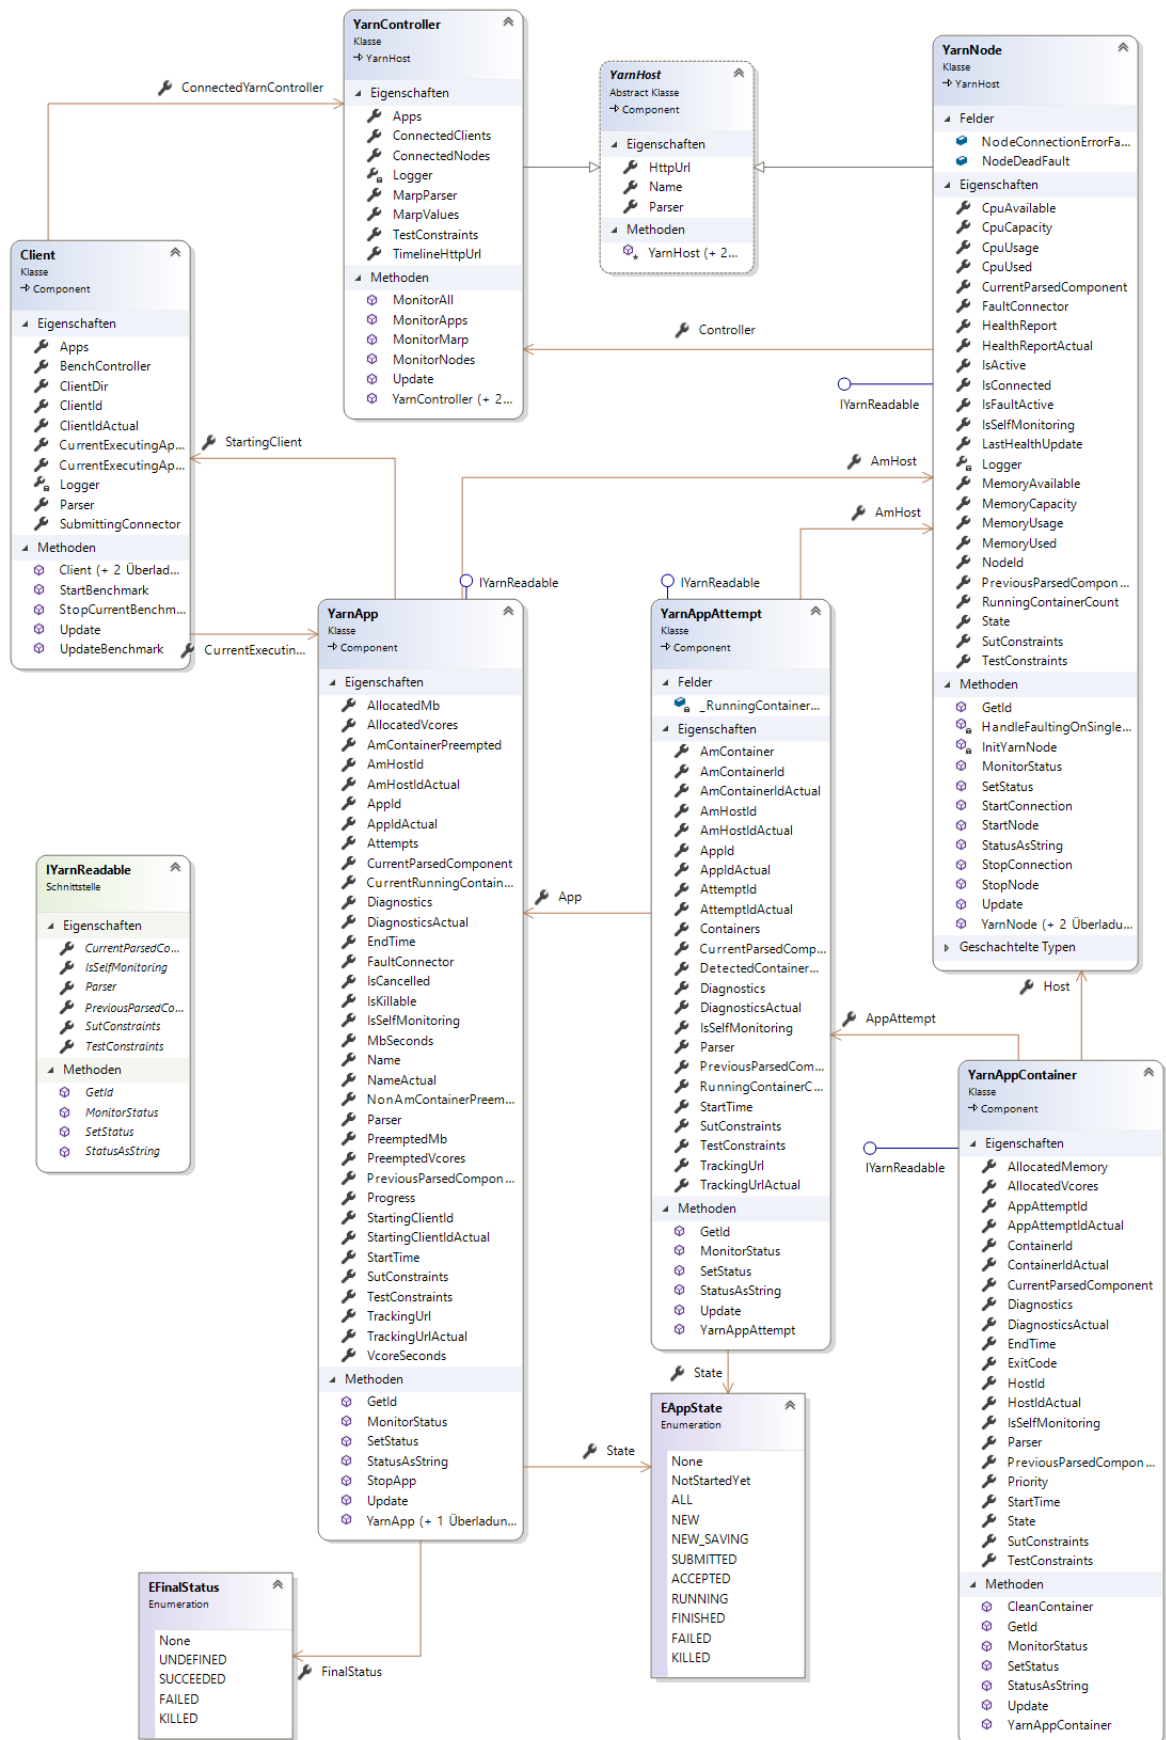 YarnController
Klasse
YarnHost
Eigenschaften
Apps
ConnectedClients
ConnectedNodes
Logger
MarpParser
MarpValues
TestConstraints
TimelineHttpUrl
Methoden
MonitorAll
MonitorApps
MonitorMarp
MonitorNodes
Update
YarnController (+ 2...
ConnectedYarnController
YarnHost
Abstract Klasse
Component
Eigenschaften
HttpUrl
Name
Parser
Methoden
YarnHost (+ 2...
YarnNode
Klasse
YarnHost
Felder
NodeConnectionErrorFa...
NodeDeadFault
Eigenschaften
CpuAvailable
CpuCapacity
CpuUsage
CpuUsed
CurrentParsedComponent
FaultConnector
HealthReport
HealthReportActual
IsActive
IsConnected
IsFaultActive
IsSelfMonitoring
LastHealthUpdate
Logger
MemoryAvailable
MemoryCapacity
MemoryUsage
MemoryUsed
NodeId
PreviousParsedCompon...
RunningContainerCount
State
SutConstraints
TestConstraints
Methoden
GetId
HandleFaultingOnSingle...
InitYarnNode
MonitorStatus
SetStatus
StartConnection
StartNode
StatusAsString
StopConnection
StopNode
Update
YarnNode (+ 2 Überladu...
Geschachtelte Typen
Controller
IYarnReadable
Client
Klasse
Component
Eigenschaften
Apps
BenchController
ClientDir
ClientId
ClientIdActual
CurrentExecutingAp...
CurrentExecutingAp...
Logger
Parser
SubmittingConnector
Methoden
Client (+ 2 Überlad...
StartBenchmark
StopCurrentBenchm...
Update
UpdateBenchmark
StartingClient
CurrentExecutin...
AmHost
AmHost
IYarnReadable
IYarnReadable
YarnApp
Klasse
Component
Eigenschaften
AllocatedMb
AllocatedVcores
AmContainerPreempted
AmHostId
AmHostIdActual
AppId
AppIdActual
Attempts
CurrentParsedComponent
CurrentRunningContain...
Diagnostics
DiagnosticsActual
EndTime
FaultConnector
IsCancelled
IsKillable
IsSelfMonitoring
MbSeconds
Name
NameActual
NonAmContainerPreem...
Parser
PreemptedMb
PreemptedVcores
PreviousParsedCompon...
Progress
StartingClientId
StartingClientIdActual
StartTime
SutConstraints
TestConstraints
TrackingUrl
TrackingUrlActual
VcoreSeconds
Methoden
GetId
MonitorStatus
SetStatus
StatusAsString
StopApp
Update
YarnApp (+ 1 Überladun...
YarnAppAttempt
Klasse
Component
Felder
_RunningContainer...
Eigenschaften
AmContainer
AmContainerId
AmContainerIdActual
AmHostId
AmHostIdActual
AppId
AppIdActual
AttemptId
AttemptIdActual
Containers
CurrentParsedComp...
DetectedContainer...
Diagnostics
DiagnosticsActual
IsSelfMonitoring
Parser
PreviousParsedCom...
RunningContainerC...
StartTime
SutConstraints
TestConstraints
TrackingUrl
TrackingUrlActual
Methoden
GetId
MonitorStatus
SetStatus
StatusAsString
Update
YarnAppAttempt
App
IYarnReadable
Schnittstelle
Eigenschaften
CurrentParsedCo...
IsSelfMonitoring
Parser
PreviousParsedCo...
SutConstraints
TestConstraints
Methoden
GetId
MonitorStatus
SetStatus
StatusAsString
Host
AppAttempt
IYarnReadable
YarnAppContainer
Klasse
Component
Eigenschaften
AllocatedMemory
AllocatedVcores
AppAttemptId
AppAttemptIdActual
ContainerId
ContainerIdActual
CurrentParsedComponent
Diagnostics
DiagnosticsActual
EndTime
ExitCode
HostId
HostIdActual
IsSelfMonitoring
Parser
PreviousParsedCompon...
Priority
StartTime
State
SutConstraints
TestConstraints
Methoden
CleanContainer
GetId
MonitorStatus
SetStatus
StatusAsString
Update
YarnAppContainer
State
State
EAppState
Enumeration
None
NotStartedYet
ALL
NEW
NEW_SAVING
SUBMITTED
ACCEPTED
RUNNING
FINISHED
FAILED
KILLED
EFinalStatus
Enumeration
None
UNDEFINED
SUCCEEDED
FAILED
KILLED
FinalStatus